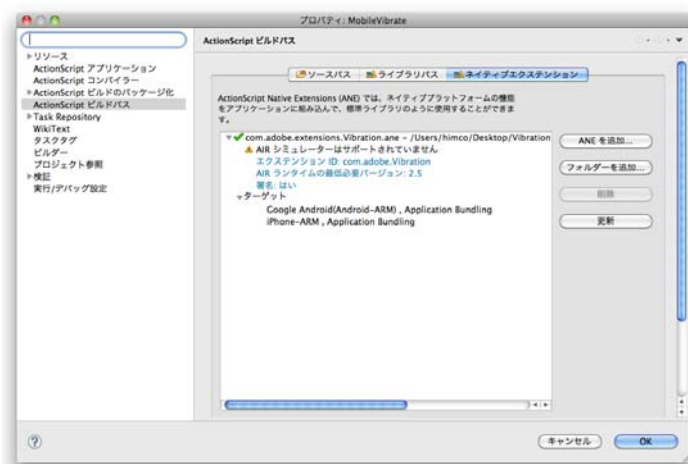 プロパティ: MobileVibrate
リソース
ActionScript アプリケーション
ActionScript コンパイラー
ActionScript ビルドのパッケージ化
ActionScript ビルドパス
Task Repository
WikiText
タスクタグ
ビルダー
プロジェクト参照
検証
実行/デバッグ設定
ActionScript ビルドパス
ソースパス ライブラリパス ネイティブエクステンション
ActionScript Native Extensions (ANE) では、ネイティブプラットフォームの機能
をアプリケーションに組み込んで、標準ライブラリのように使用することができま
す。
com.adobe.extensions.Vibration.ane - /Users/himco/Desktop/Vibration
AIR シミュレーターはサポートされていません
エクステンション ID: com.adobe.Vibration
AIR ランタイムの最低必要バージョン: 2.5
署名: はい
ターゲット
Google Android(Android-ARM) , Application Bundling
iPhone-ARM , Application Bundling
ANE を追加...
フォルダーを追加...
削除
更新
?
キャンセル OK